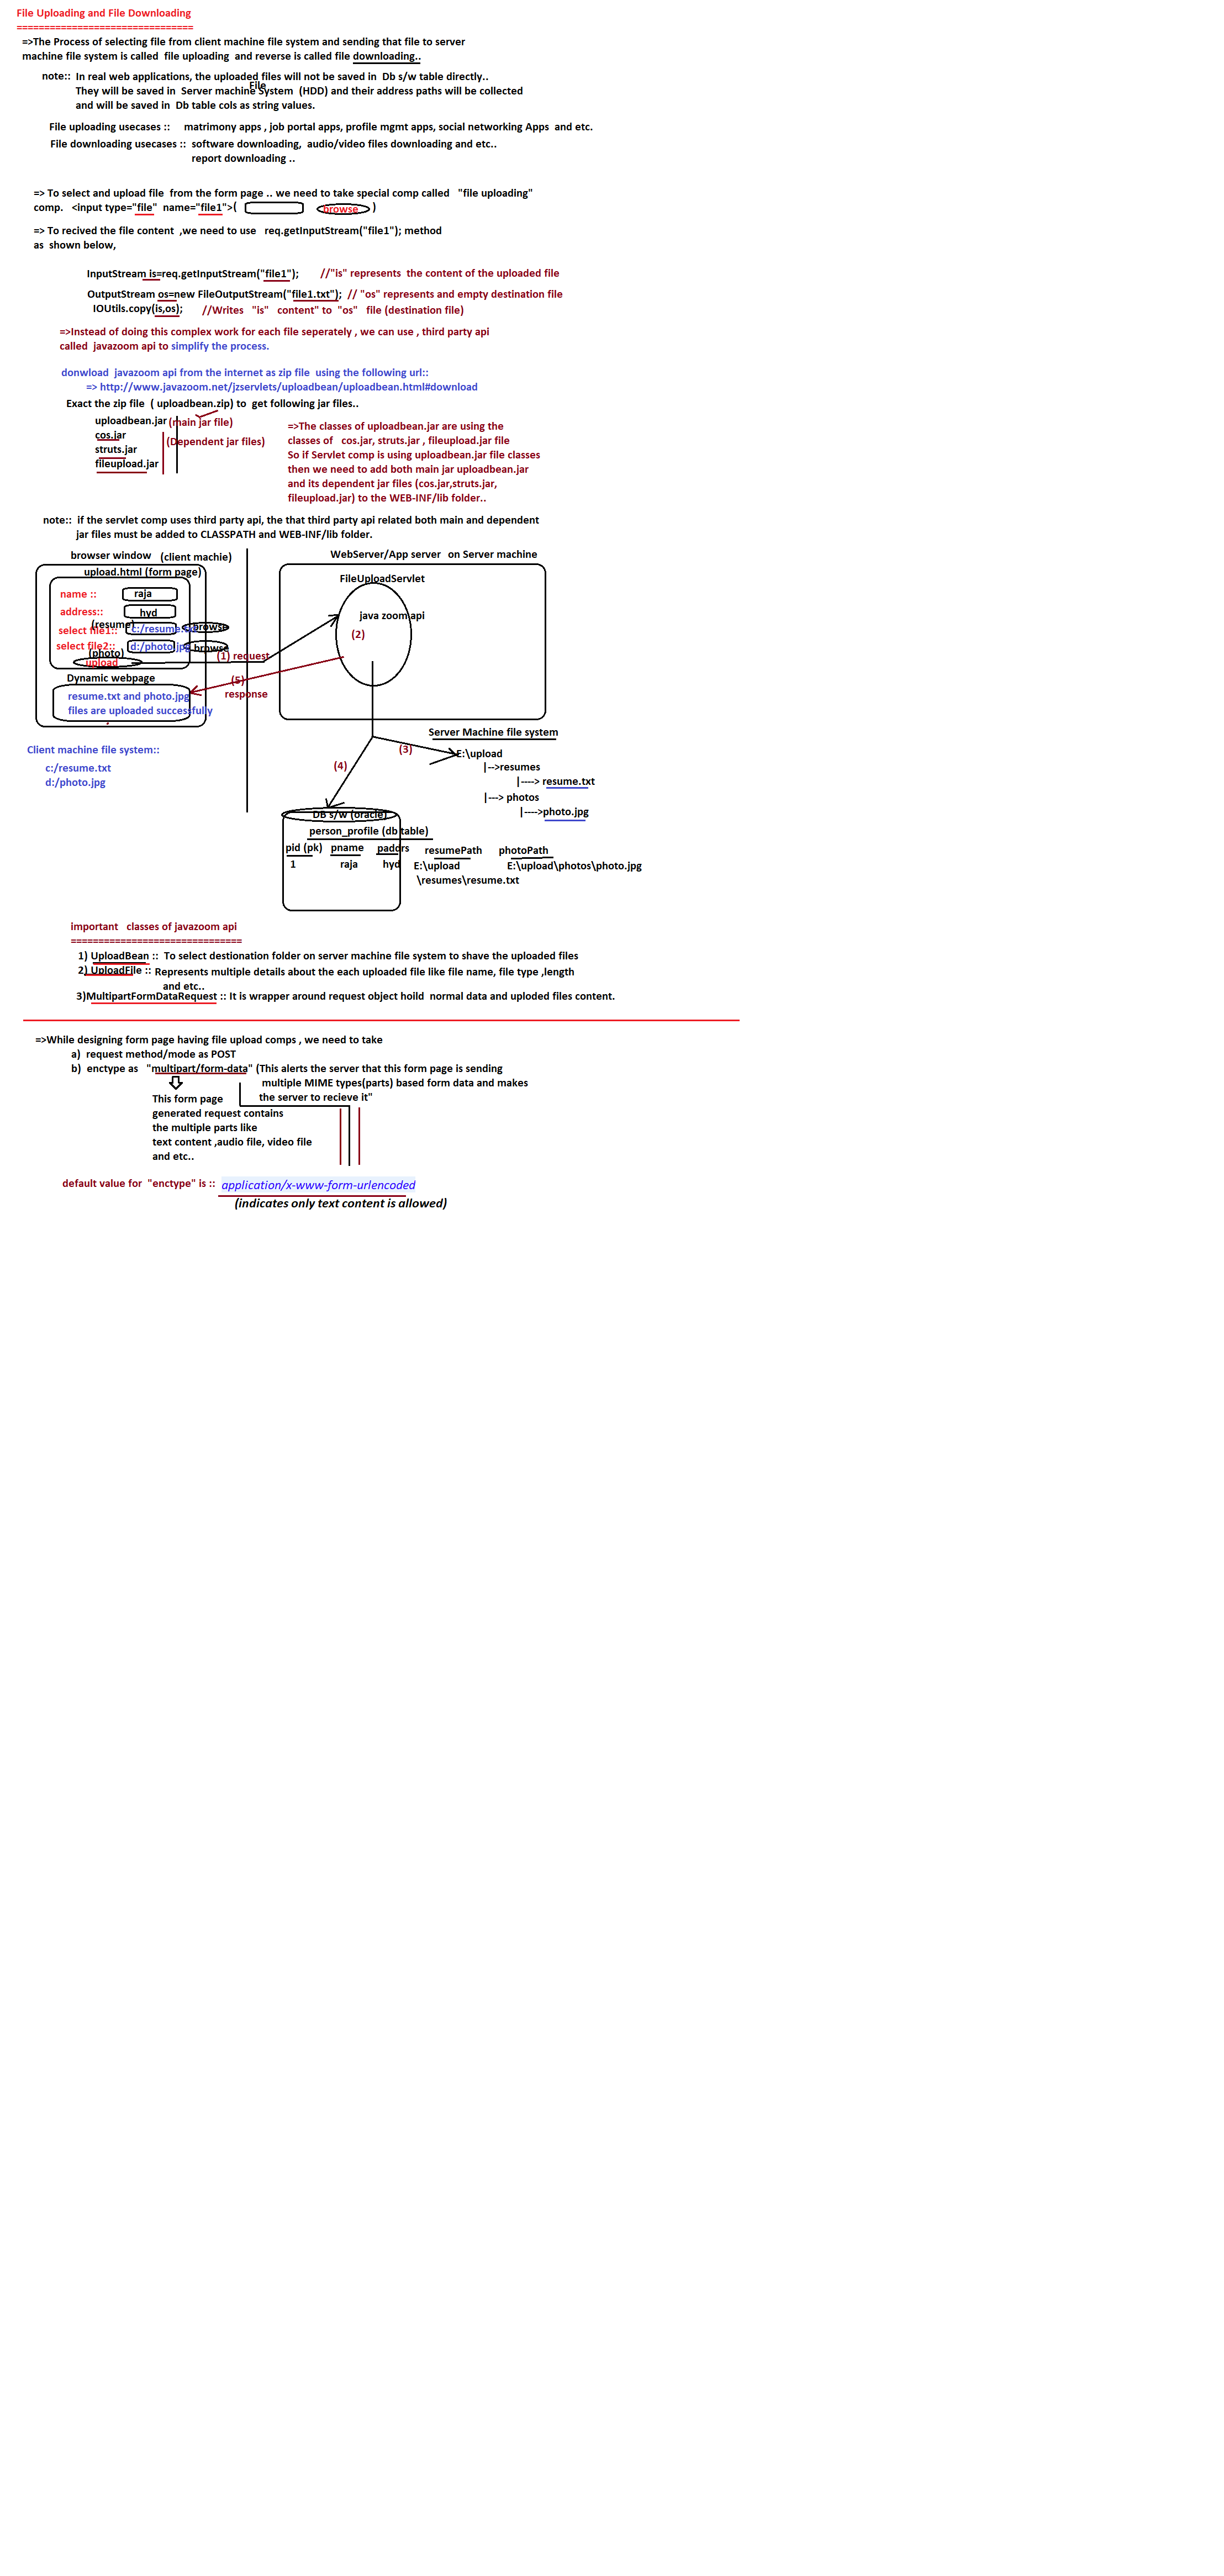 File Uploading and File Downloading
================================
=>The Process of selecting file from client machine file system and sending that file to server
machine file system is called  file uploading  and reverse is called file downloading..
note::  In real web applications, the uploaded files will not be saved in  Db s/w table directly..
File
They will be saved in  Server machine System  (HDD) and their address paths will be collected
and will be saved in  Db table cols as string values.
File uploading usecases ::     matrimony apps , job portal apps, profile mgmt apps, social networking Apps  and etc.
File downloading usecases ::  software downloading,  audio/video files downloading and etc..
report downloading ..
=> To select and upload file  from the form page .. we need to take special comp called   "file uploading"
comp.   <input type="file"  name="file1">(  browse  )
=> To recived the file content  ,we need to use   req.getInputStream("file1"); method
as  shown below,
InputStream is=req.getInputStream("file1");     //"is" represents  the content of the uploaded file
OutputStream os=new FileOutputStream("file1.txt");  // "os" represents and empty destination file
IOUtils.copy(is,os);     //Writes   "is"   content" to  "os"   file (destination file)
=>Instead of doing this complex work for each file seperately , we can use , third party api
called  javazoom api to simplify the process.
donwload  javazoom api from the internet as zip file  using the following url::
=> http://www.javazoom.net/jzservlets/uploadbean/uploadbean.html#download
Exact the zip file  ( uploadbean.zip) to  get following jar files..
uploadbean.jar (main jar file)
cos.jar
(Dependent jar files)
struts.jar
fileupload.jar
=>The classes of uploadbean.jar are using the
classes of   cos.jar, struts.jar , fileupload.jar file
So if Servlet comp is using uploadbean.jar file classes
then we need to add both main jar uploadbean.jar
and its dependent jar files (cos.jar,struts.jar,
fileupload.jar) to the WEB-INF/lib folder..
note::  if the servlet comp uses third party api, the that third party api related both main and dependent
jar files must be added to CLASSPATH and WEB-INF/lib folder.
browser window   (client machie)
WebServer/App server  on Server machine
upload.html (form page)
FileUploadServlet
name ::  raja
address::  hyd
java zoom api
(resume)
select file1::  c:/resume.txt  browse
(2)
select file2::  d:/photo.jpg  browse
(photo)
upload
(1) request
Dynamic webpage
(5)
response
resume.txt and photo.jpg
files are uploaded successfully
Server Machine file system
Client machine file system::
c:/resume.txt
d:/photo.jpg
(3)
(4)
E:\upload
|-->resumes
|----> resume.txt
|---> photos
|---->photo.jpg
DB s/w (oracle)
person_profile (db table)
pid (pk)   pname   paddrs   resumePath   photoPath
1   raja   hyd   E:\upload   E:\upload\photos\photo.jpg
\resumes\resume.txt
important   classes of javazoom api
===============================
1) UploadBean ::  To select destionation folder on server machine file system to shave the uploaded files
2) UploadFile ::  Represents multiple details about the each uploaded file like file name, file type ,length
and etc..
3)MultipartFormDataRequest :: It is wrapper around request object hoild  normal data and uploded files content.
=>While designing form page having file upload comps , we need to take
a)  request method/mode as POST
b)  enctype as   "multipart/form-data" (This alerts the server that this form page is sending
multiple MIME types(parts) based form data and makes
the server to recieve it"
This form page
generated request contains
the multiple parts like
text content ,audio file, video file
and etc..
default value for  "enctype" is ::  application/x-www-form-urlencoded
(indicates only text content is allowed)